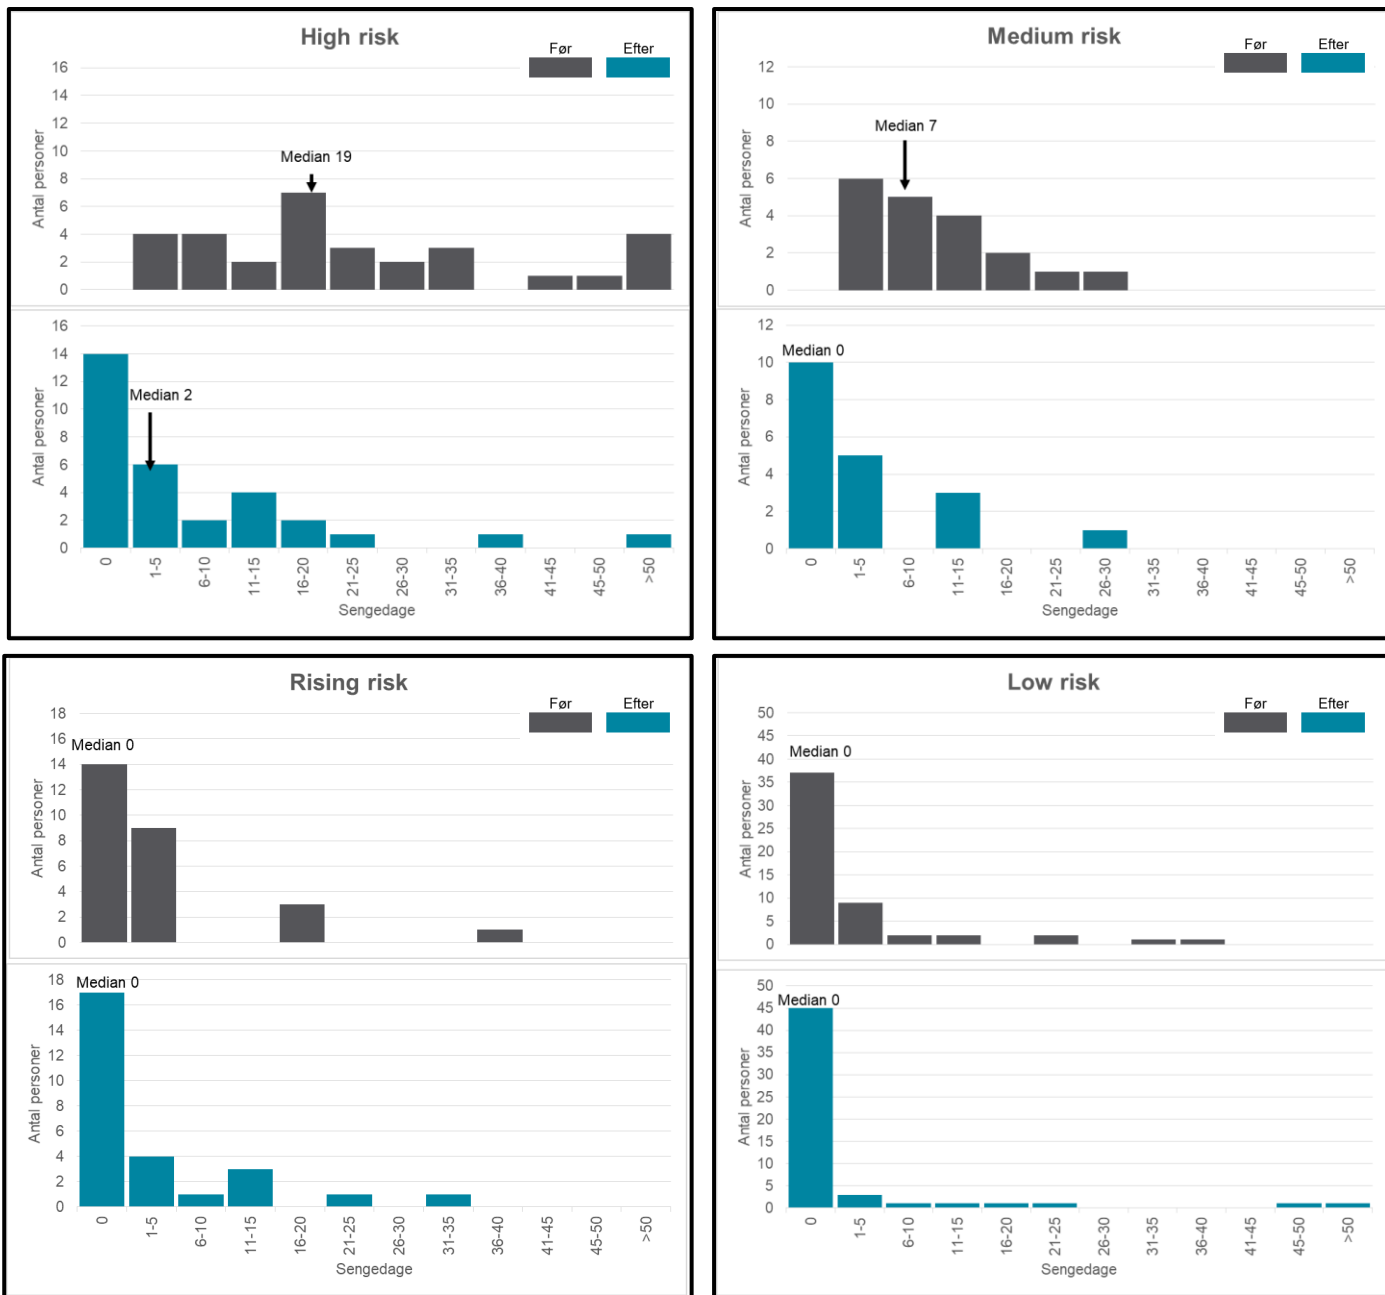 High risk
Før Efter
16
14
12
10
8
6
4
2
0
Antal personer
Median 19
16
14
12
10
8
6
4
2
0
Antal personer
Median 2
0 1-5 6-10 11-15 16-20 21-25 26-30 31-35 36-40 41-45 45-50 >50
Sengedage
Medium risk
Før Efter
12
10
8
6
4
2
0
Antal personer
Median 7
12
10
8
6
4
2
0
Antal personer
Median 0
0 1-5 6-10 11-15 16-20 21-25 26-30 31-35 36-40 41-45 45-50 >50
Sengedage
Rising risk
Før Efter
18
16
14
12
10
8
6
4
2
0
Antal personer
Median 0
18
16
14
12
10
8
6
4
2
0
Antal personer
Median 0
0 1-5 6-10 11-15 16-20 21-25 26-30 31-35 36-40 41-45 45-50 >50
Sengedage
Low risk
Før Efter
50
45
40
35
30
25
20
15
10
5
0
Antal personer
Median 0
50
45
40
35
30
25
20
15
10
5
0
Antal personer
Median 0
0 1-5 6-10 11-15 16-20 21-25 26-30 31-35 36-40 41-45 45-50 >50
Sengedage